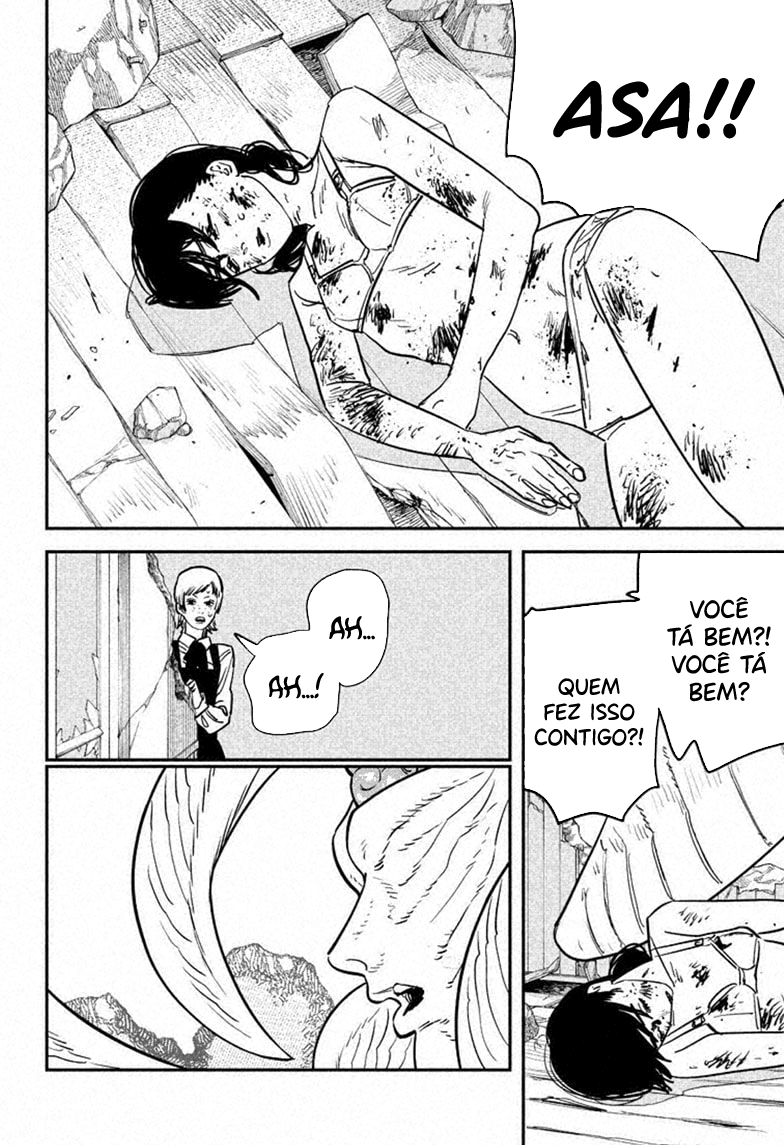 ASA!!
VOCÊ
TÁ BEM?!
VOCÊ TÁ
BEM?
QUEM
FEZ ISSO
CONTIGO?!
AH...
AH...!